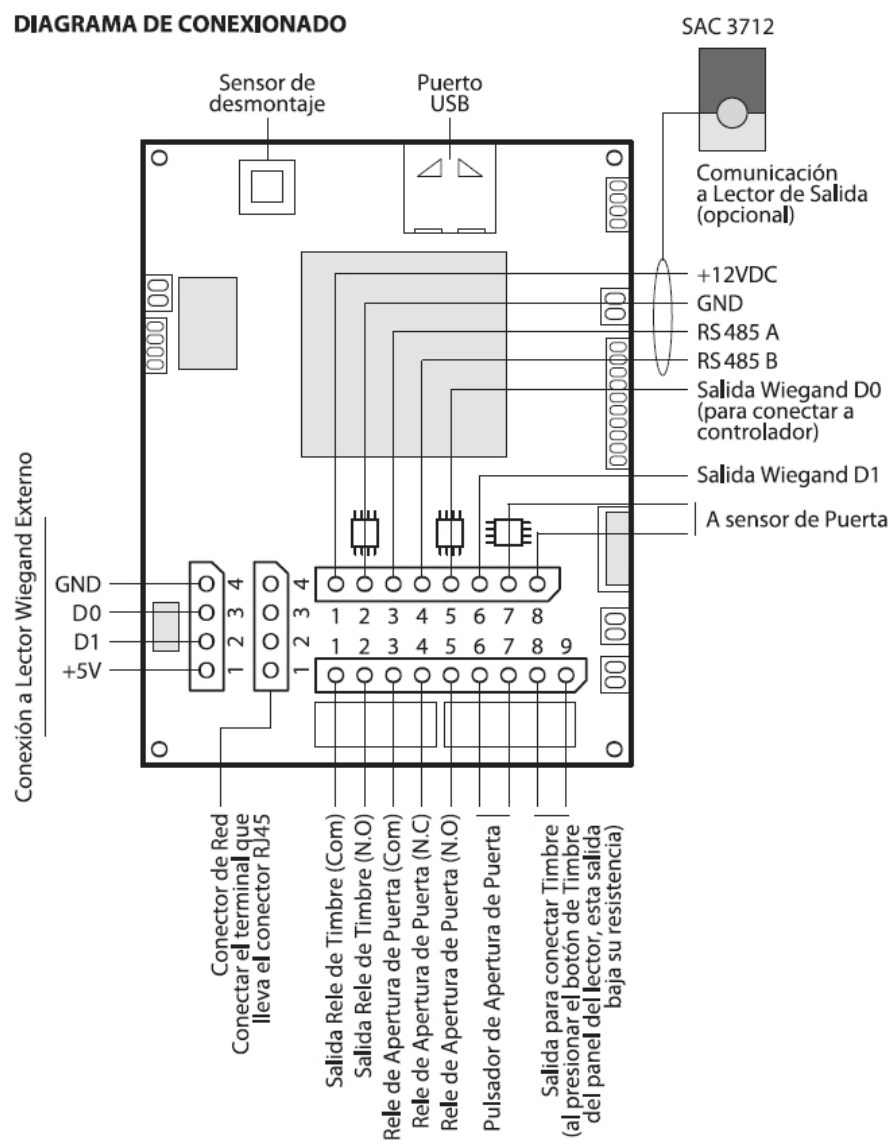 DIAGRAMA DE CONEXIONADO
SAC 3712
Sensor de
desmontaje
Puerto
USB
Comunicación
a Lector de Salida
(opcional)
+12VDC
GND
RS 485 A
RS 485 B
Salida Wiegand D0
(para conectar a
controlador)
Salida Wiegand D1
A sensor de Puerta
Conexión a Lector Wiegand Externo
GND
D0
D1
+5V
4
3
2
1
4
3
2
1
1 2 3 4 5 6 7 8
1 2 3 4 5 6 7 8 9
Conector de Red
Conectar el terminal que
lleva el conector RJ45
Salida Rele de Timbre (Com)
Salida Rele de Timbre (N.O)
Rele de Apertura de Puerta (Com)
Rele de Apertura de Puerta (N.C)
Rele de Apertura de Puerta (N.O)
Pulsador de Apertura de Puerta
Salida para conectar Timbre
(al presionar el botón de Timbre
del panel del lector, esta salida
baja su resistencia)